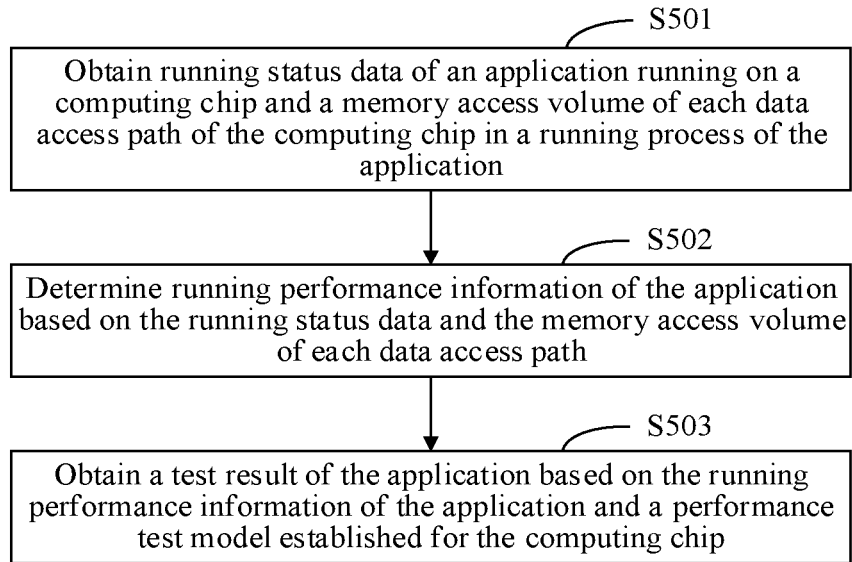 S501
Obtain running status data of an application running on a
computing chip and a memory access volume of each data
access path of the computing chip in a running process of the
application
S502
Determine running performance information of the application
based on the running status data and the memory access volume
of each data access path
S503
Obtain a test result of the application based on the running
performance information of the application and a performance
test model established for the computing chip